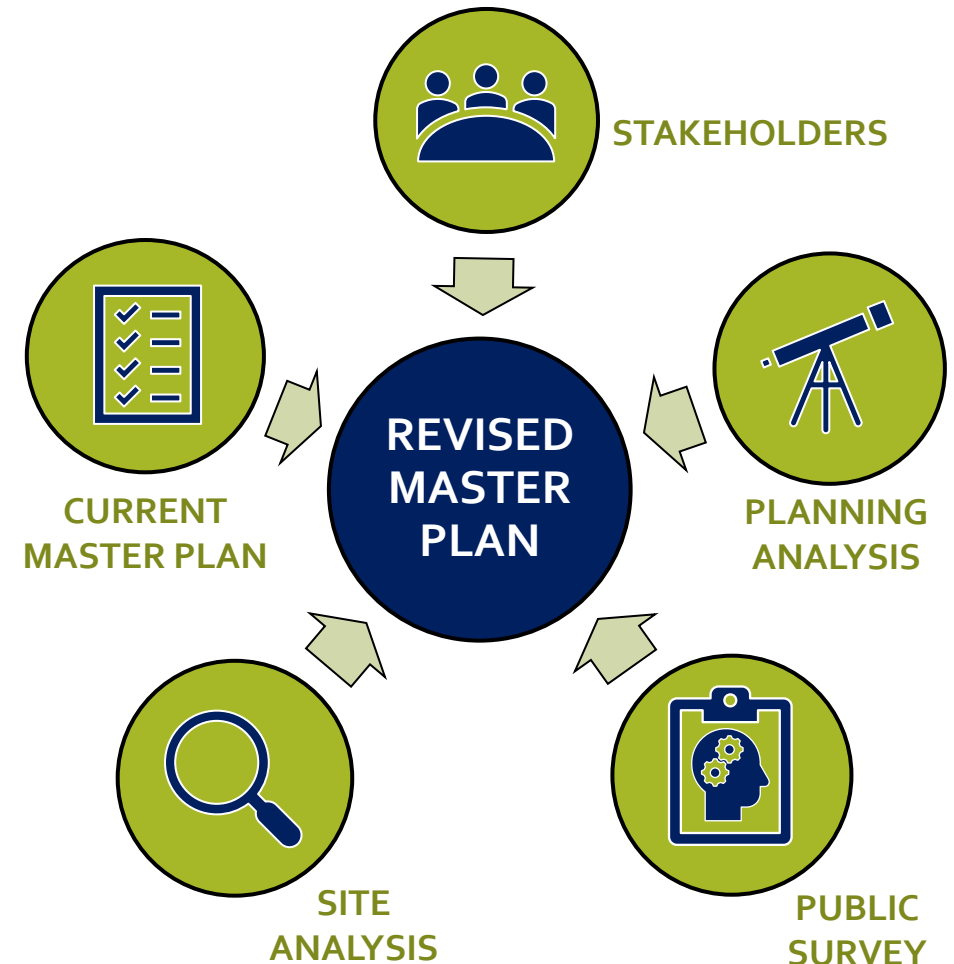 STAKEHOLDERS
REVISED
MASTER
PLAN
CURRENT
MASTER PLAN
PLANNING
ANALYSIS
SITE
ANALYSIS
PUBLIC
SURVEY